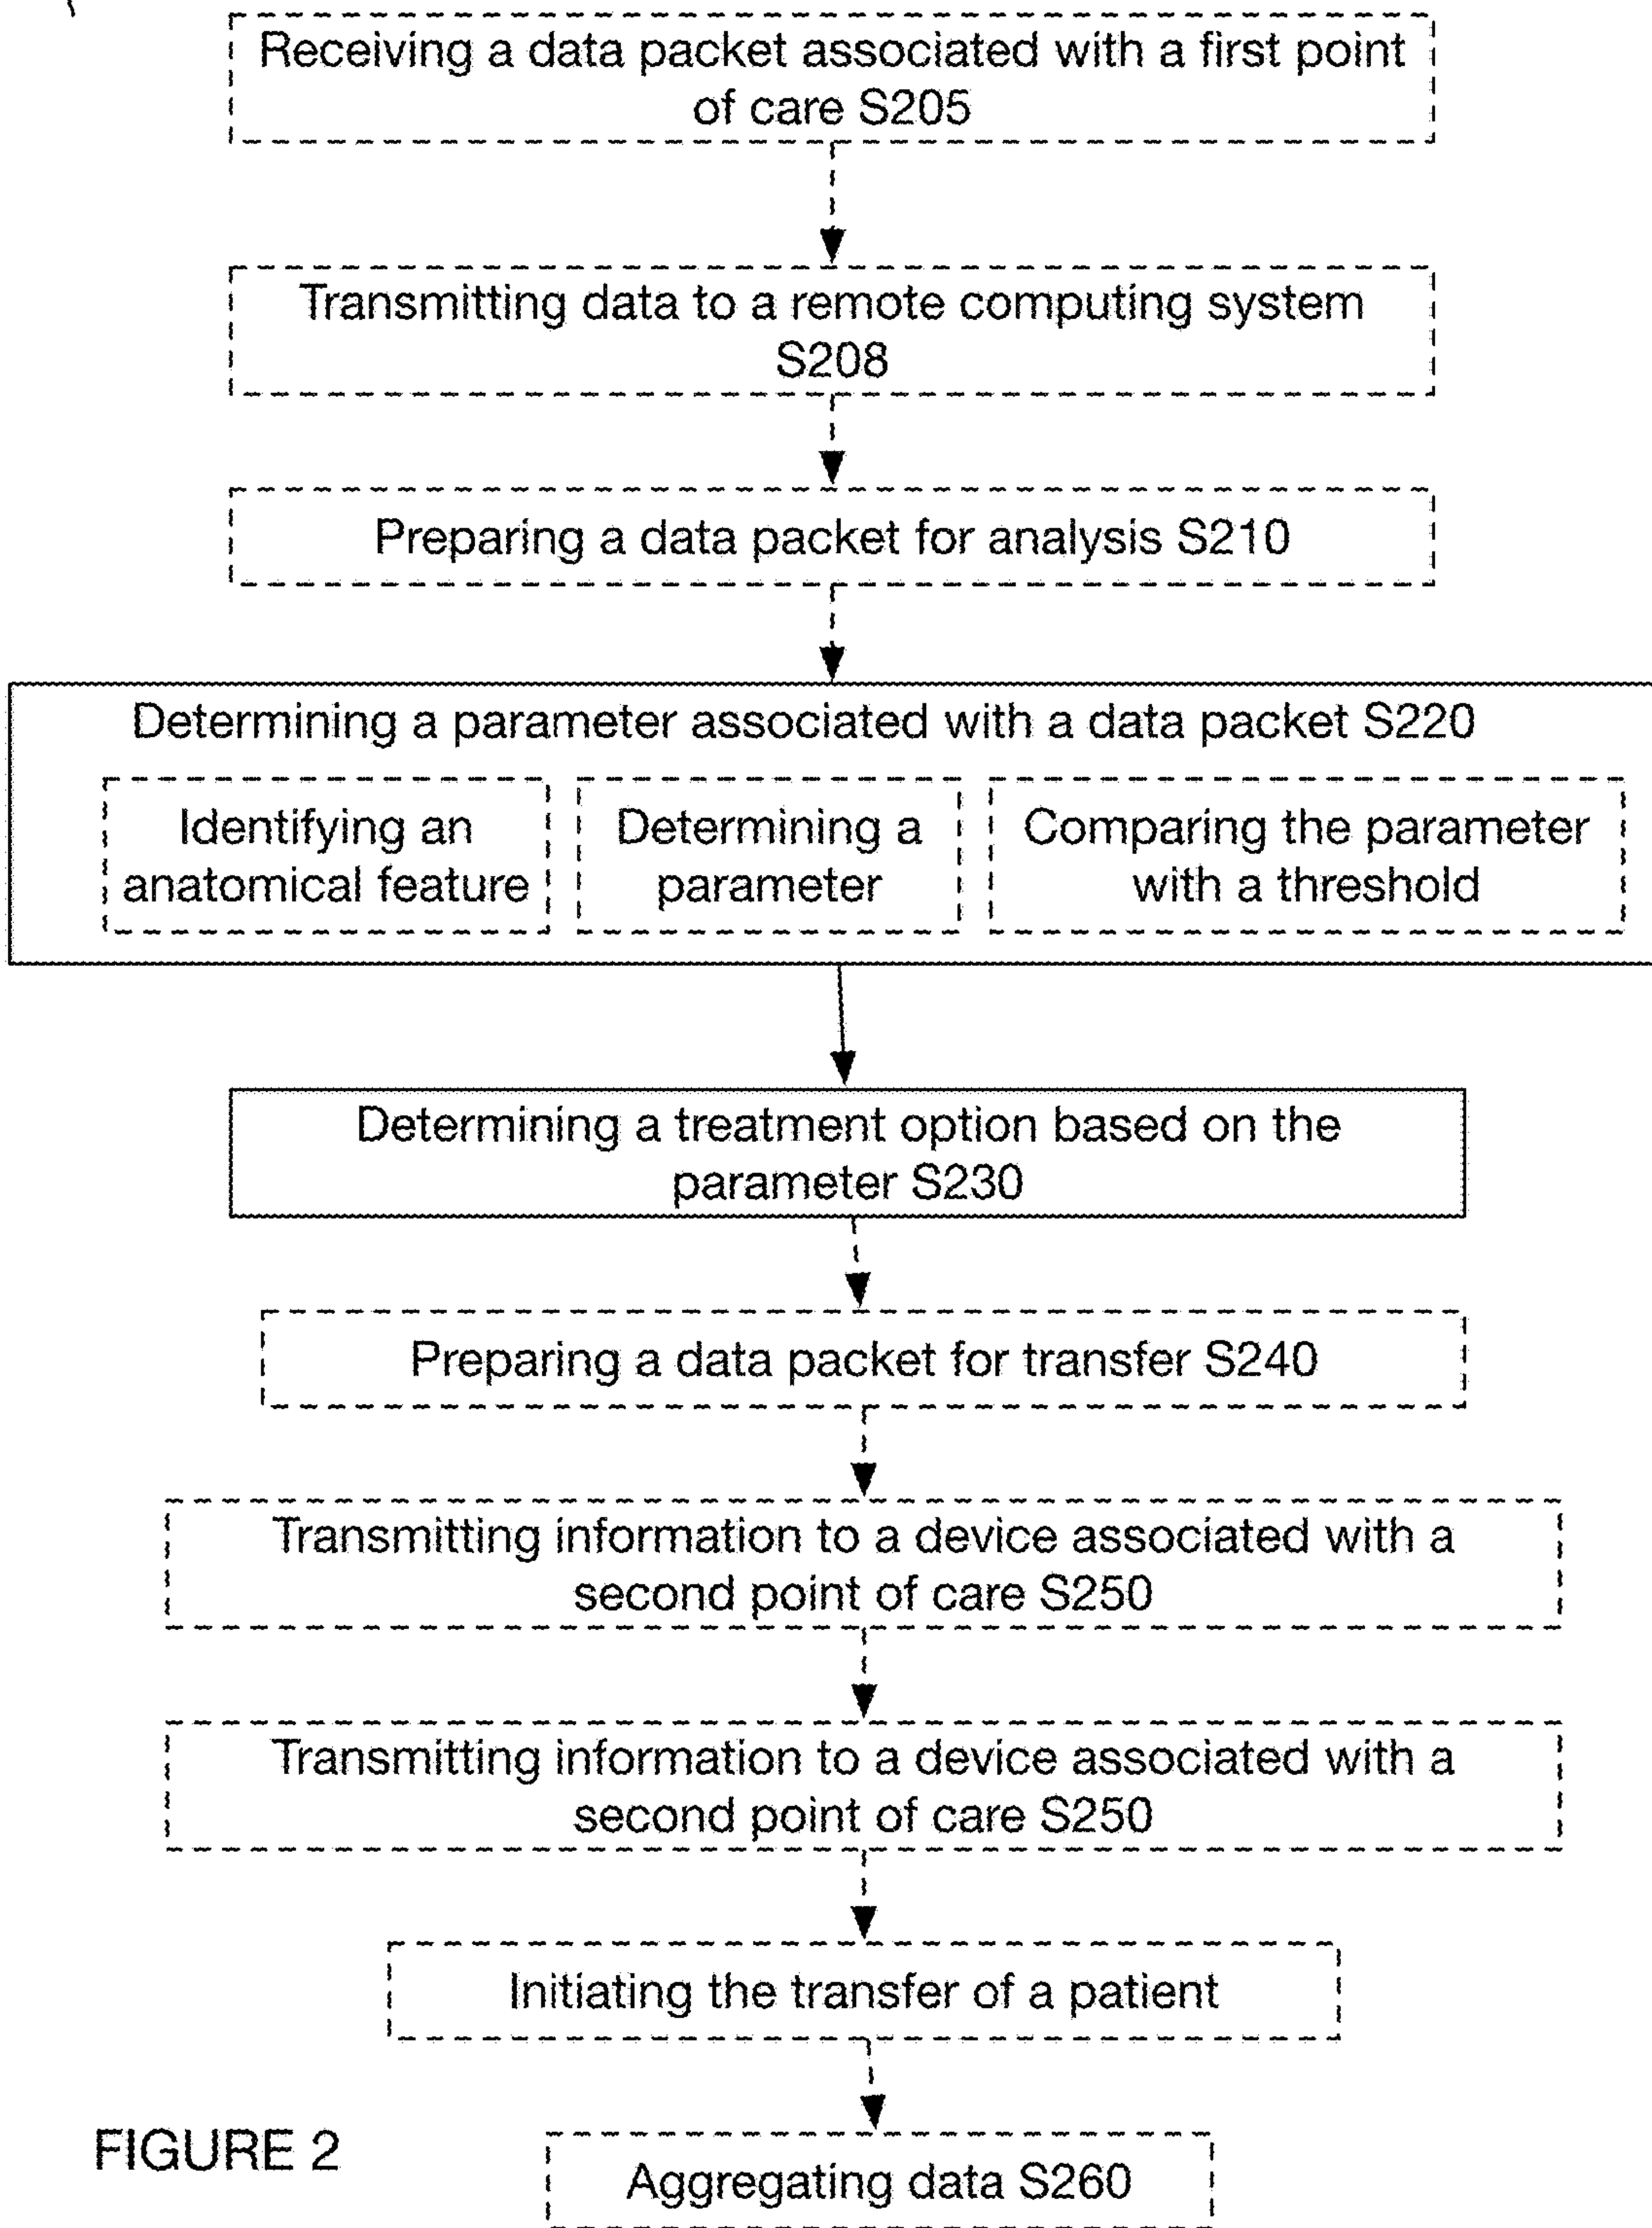 Receiving a data packet associated with a first point
of care S205
Transmitting data to a remote computing system
S208
Preparing a data packet for analysis S210
Determining a parameter associated with a data packet S220
Identifying an
anatomical feature
Determining a
parameter
Comparing the parameter
with a threshold
Determining a treatment option based on the
parameter S230
Preparing a data packet for transfer S240
Transmitting information to a device associated with a
second point of care S250
Transmitting information to a device associated with a
second point of care S250
Initiating the transfer of a patient
FIGURE 2
Aggregating data S260